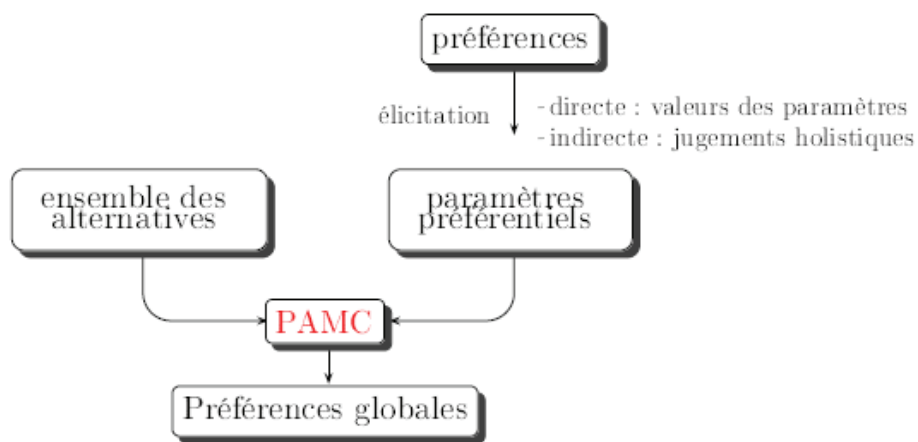 préférences
élicitation
-directe : valeurs des paramètres
-indirecte : jugements holistiques
ensemble des
alternatives
paramètres
préférentiels
PAMC
Préférences globales